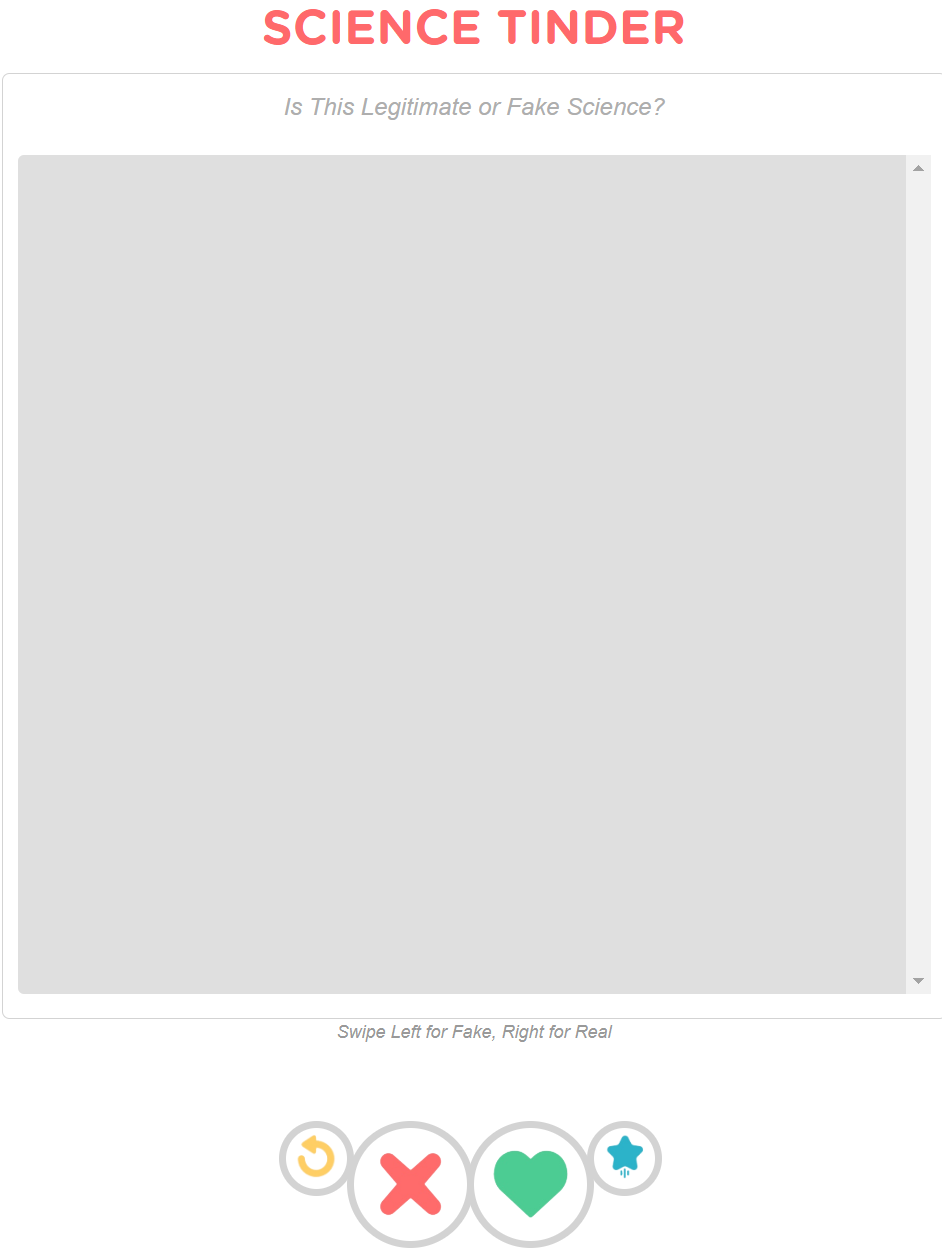 SCIENCE TINDER
Is This Legitimate or Fake Science?
Swipe Left for Fake, Right for Real